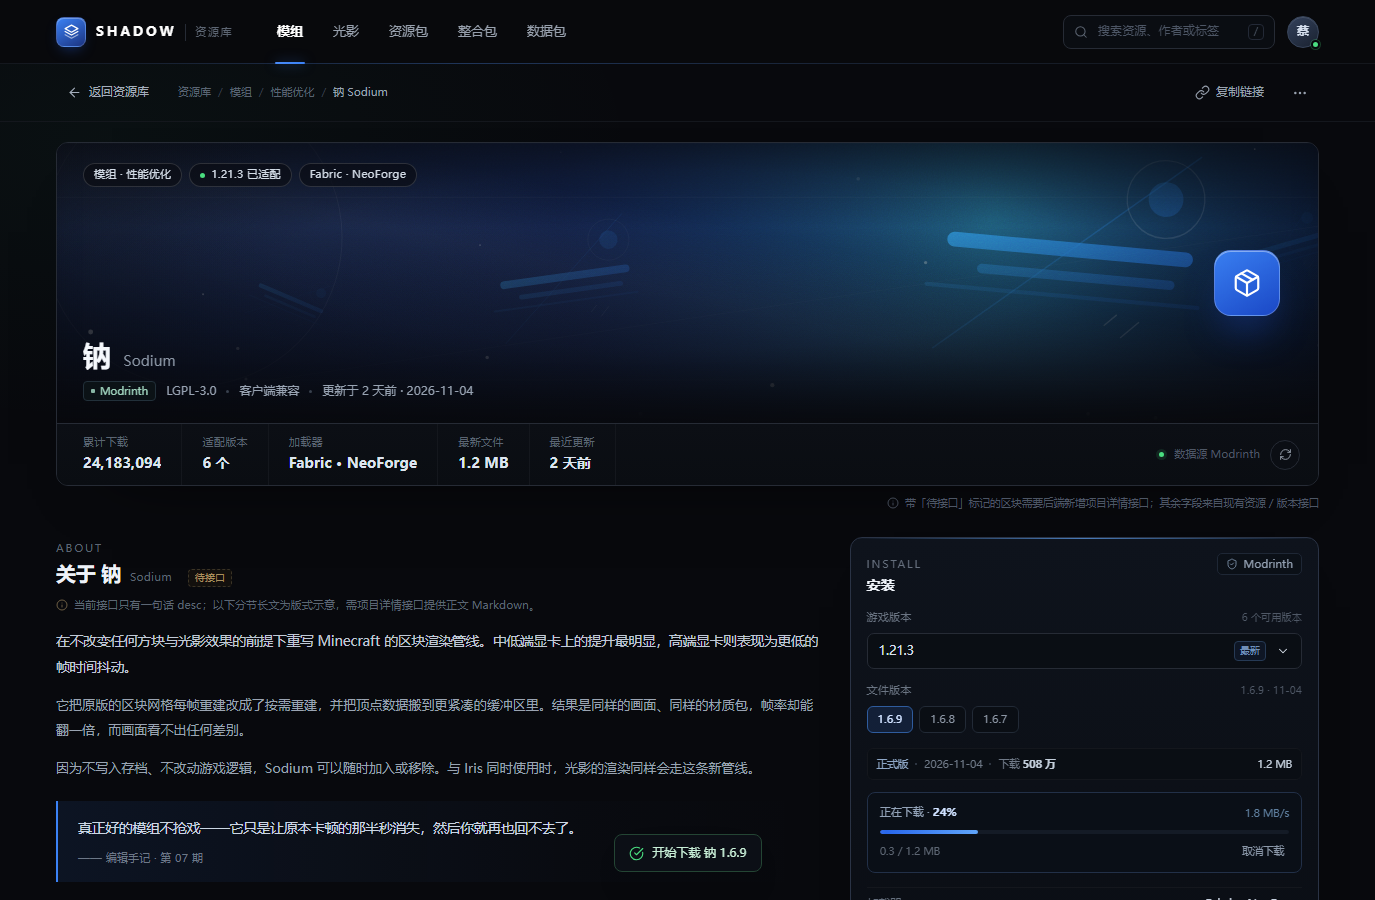 SHADOW 资源库 模组 光影 资源包 整合包 数据包 搜索资源、作者或标签 / 蔡
返回资源库 资源库 / 模组 / 性能优化 / 钠 Sodium 复制链接
模组 · 性能优化 1.21.3 已适配 Fabric · NeoForge
钠 Sodium
Modrinth LGPL-3.0 · 客户端兼容 · 更新于 2 天前 · 2026-11-04
累计下载 适配版本 加载器 最新文件 最近更新
24,183,094 6 个 Fabric • NeoForge 1.2 MB 2 天前
数据源 Modrinth
带「待接口」标记的区块需要后端新增项目详情接口；其余字段来自现有资源 / 版本接口
ABOUT
关于 钠 Sodium 待接口
当前接口只有一句话 desc；以下分节长文为版式示意，需项目详情接口提供正文 Markdown。
在不改变任何方块与光影效果的前提下重写 Minecraft 的区块渲染管线。中低端显卡上的提升最明显，高端显卡则表现为更低的
帧时间抖动。
它把原版的区块网格每帧重建改成了按需重建，并把顶点数据搬到更紧凑的缓冲区里。结果是同样的画面、同样的材质包，帧率却能
翻一倍，而画面看不出任何差别。
因为不写入存档、不改动游戏逻辑，Sodium 可以随时加入或移除。与 Iris 同时使用时，光影的渲染同样会走这条新管线。
真正好的模组不抢戏——它只是让原本卡顿的那半秒消失，然后你就再也回不去了。
—— 编辑手记 · 第 07 期
开始下载 钠 1.6.9
INSTALL Modrinth
安装
游戏版本 6 个可用版本
1.21.3 最新
文件版本 1.6.9 · 11-04
1.6.9 1.6.8 1.6.7
正式版 · 2026-11-04 · 下载 508 万 1.2 MB
正在下载 · 24% 1.8 MB/s
0.3 / 1.2 MB 取消下载